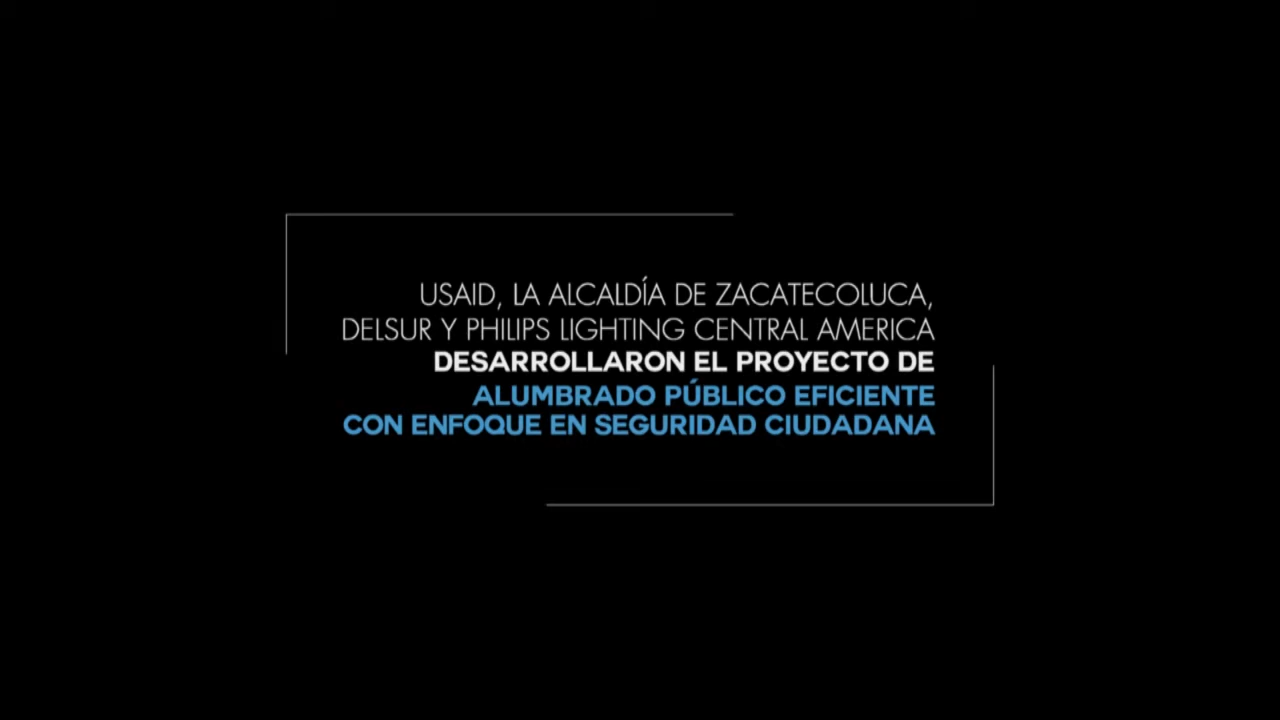 USAID, LA ALCALDÍA DE ZACATECOLUCA,
DELSUR Y PHILIPS LIGHTING CENTRAL AMERICA
DESARROLLARON EL PROYECTO DE
ALUMBRADO PÚBLICO EFICIENTE
CON ENFOQUE EN SEGURIDAD CIUDADANA